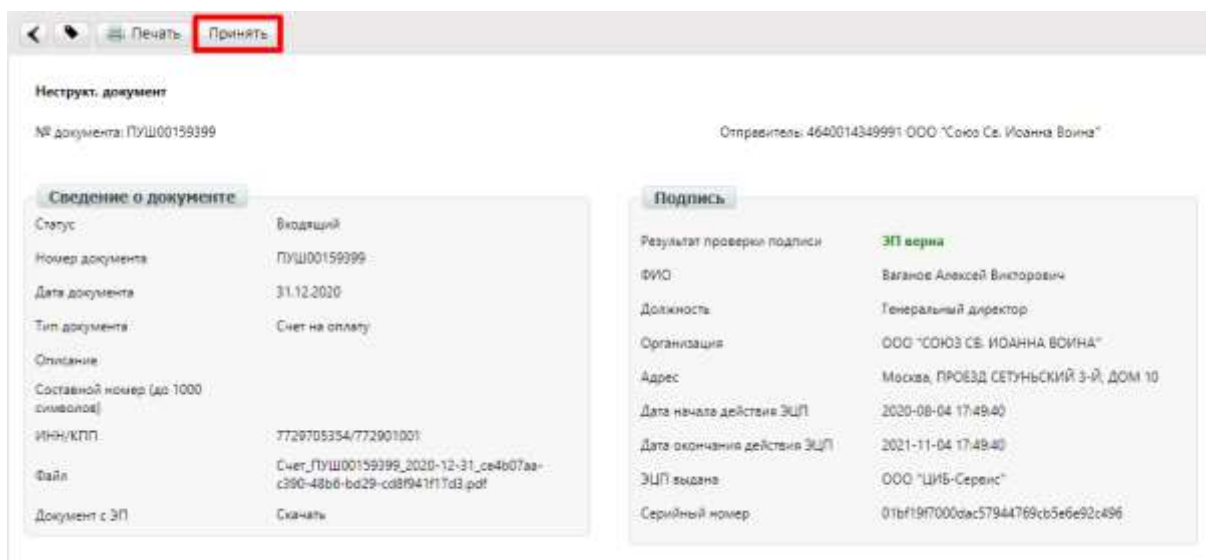 Печать Принять
Неструкт. документ
№ документа: ПУШ00159399
Отправитель: 4640014349991 ООО "Союз Св. Иоанна Воина"
Сведение о документе
Статус Входящий
Номер документа ПУШ00159399
Дата документа 31.12.2020
Тип документа Счет на оплату
Описание
Составной номер (до 1000
символов)
ИНН/КПП 7729705354/772901001
Файл Счет_ПУШ00159399_2020-12-31_ce4b07aa-
c390-48b6-bd29-cd8f941f17d3.pdf
Документ с ЭП Скачать
Подпись
Результат проверки подписи ЭП верна
ФИО Ваганов Алексей Викторович
Должность Генеральный директор
Организация ООО "СОЮЗ СВ. ИОАННА ВОИНА"
Адрес Москва, ПРОЕЗД СЕТУНЬСКИЙ 3-Й, ДОМ 10
Дата начала действия ЭЦП 2020-08-04 17:49:40
Дата окончания действия ЭЦП 2021-11-04 17:49:40
ЭЦП выдана ООО "ЦИБ-Сервис"
Серийный номер 01bf19f7000dac57944769cb5e6e92c496